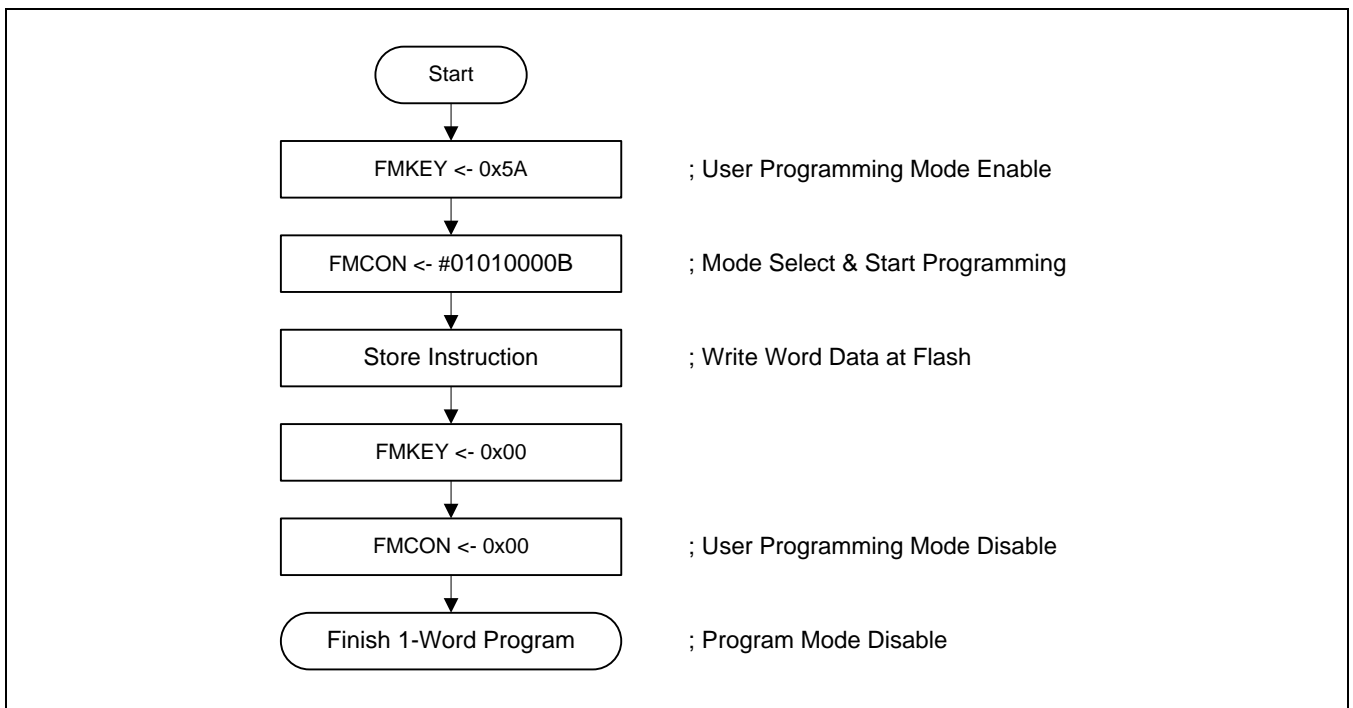 Start
FMKEY <- 0x5A ; User Programming Mode Enable
FMCON <- #01010000B ; Mode Select & Start Programming
Store Instruction ; Write Word Data at Flash
FMKEY <- 0x00
FMCON <- 0x00 ; User Programming Mode Disable
Finish 1-Word Program ; Program Mode Disable